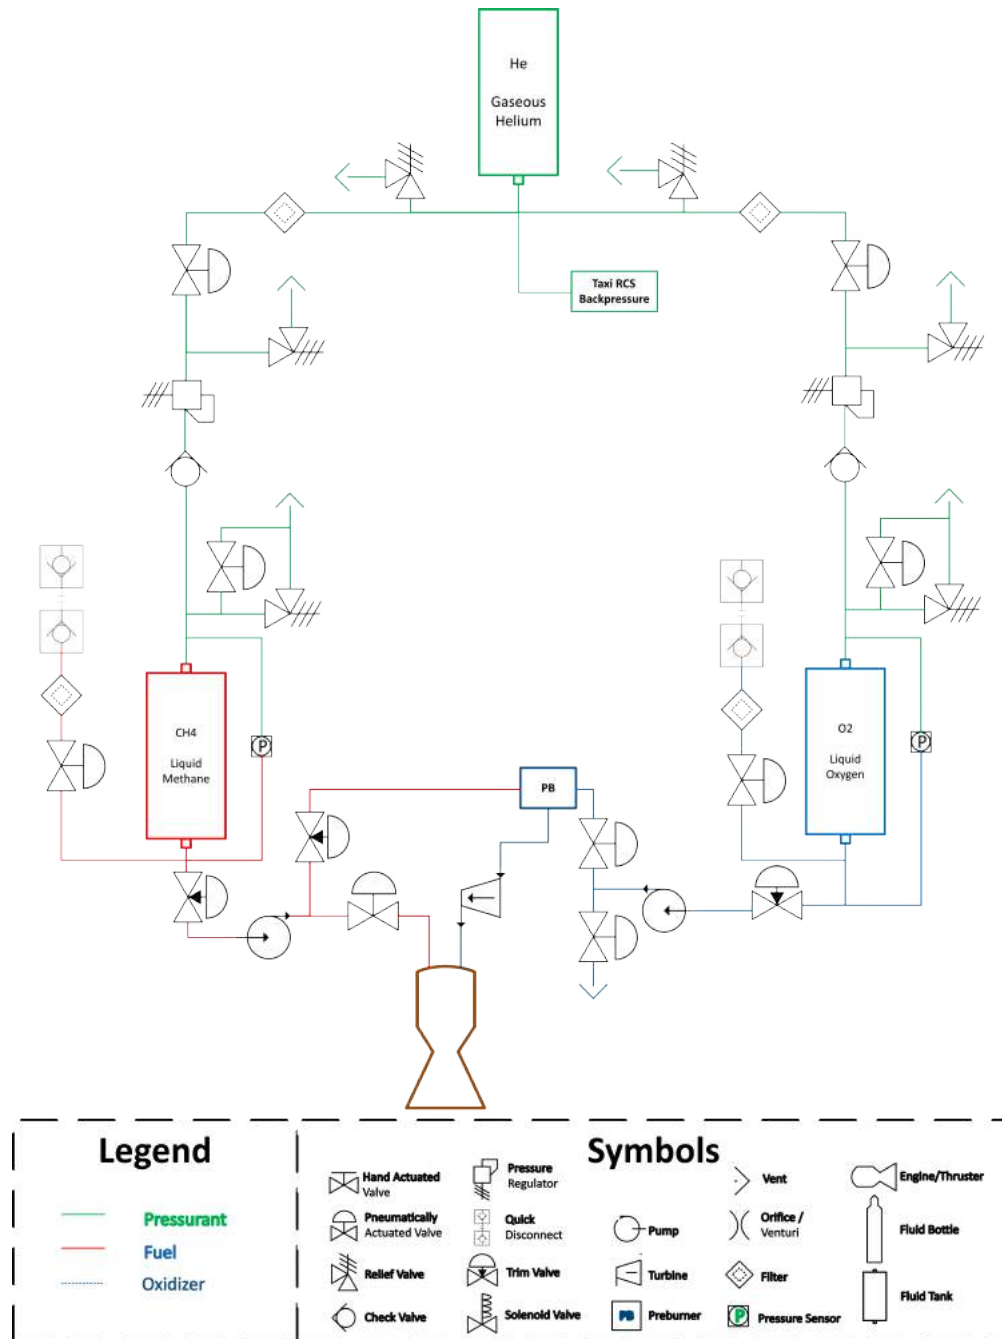 He
Gaseous
Helium
Taxi RCS
Backpressure
CH4
Liquid
Methane
P
PB
O2
Liquid
Oxygen
P
Legend
Pressurant
Fuel
Oxidizer
Symbols
Hand Actuated
Valve
Pneumatically
Actuated Valve
Relief Valve
Check Valve
Pressure
Regulator
Quick
Disconnect
Trim Valve
Solenoid Valve
Pump
Turbine
PB
Preburner
Vent
Orifice /
Venturi
Filter
P
Pressure Sensor
Engine/Thruster
Fluid Bottle
Fluid Tank